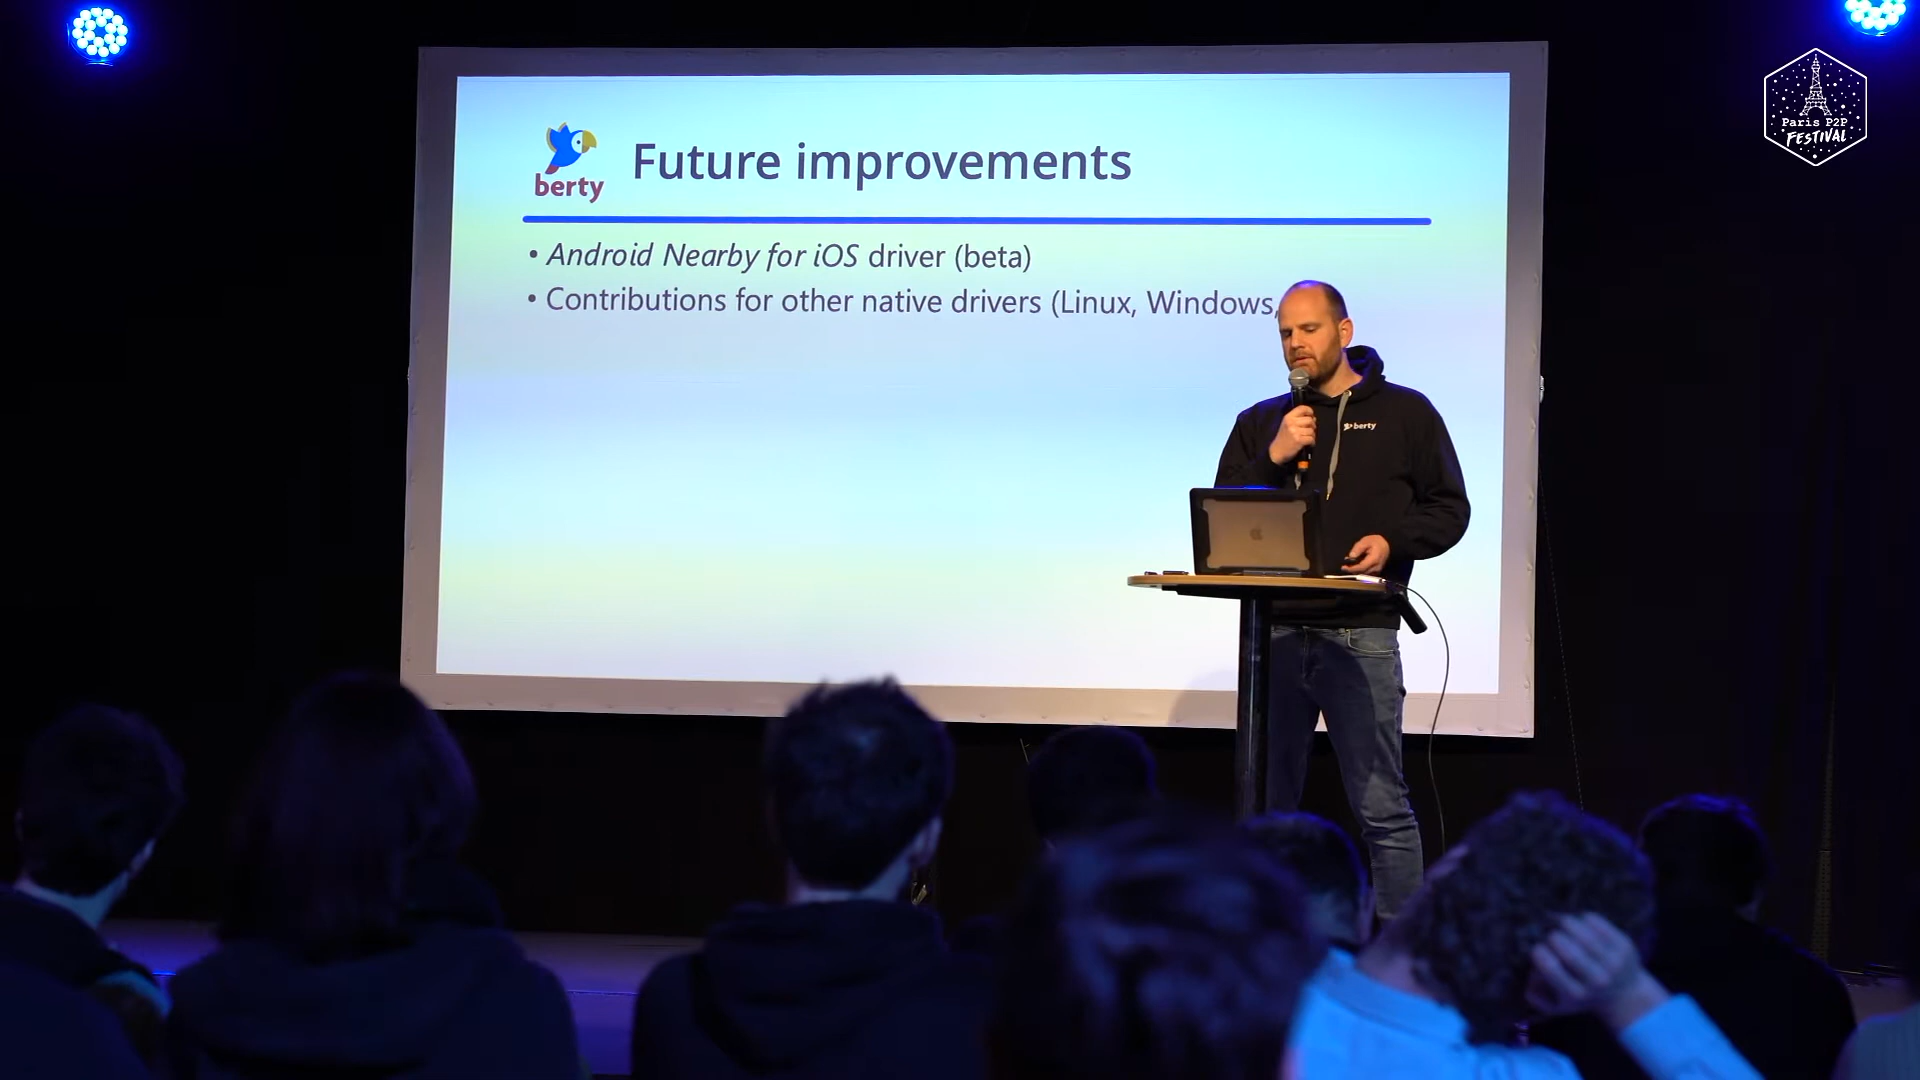 Paris P2P
FESTIVAL
berty
Future improvements
• Android Nearby for iOS driver (beta)
• Contributions for other native drivers (Linux, Windows,
berty